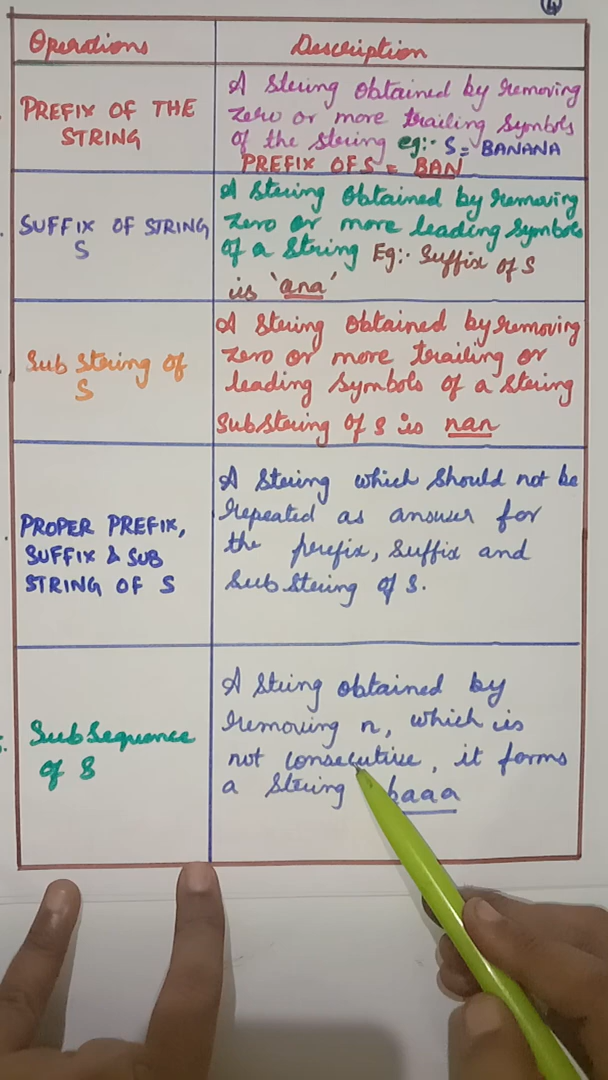 4
Operations Description
PREFIX OF THE
STRING
A string obtained by removing
zero or more trailing symbols
of the string eg:- S = BANANA
PREFIX OF S = BAN
SUFFIX OF STRING
S
A string obtained by removing
zero or more leading symbols
of a string Eg:- Suffix of S
is 'ana'
Sub string of
S
A string obtained by removing
zero or more trailing or
leading symbols of a string
Substring of S is nan
PROPER PREFIX,
SUFFIX & SUB
STRING OF S
A string which should not be
repeated as answer for
the prefix, suffix and
Sub string of S.
Sub Sequence
of S
A string obtained by
removing n, which is
not consecutive, it forms
a string baaa